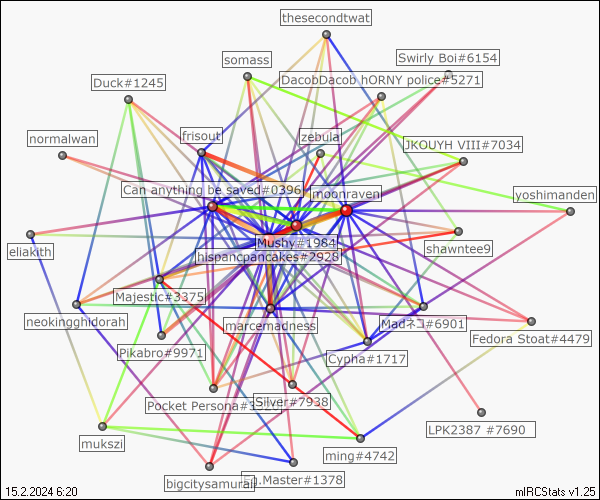 thesecondtwat
Swirly Boi#6154
somass
DacobDacob hORNY police#5271
Duck#1245
frisout
zebula
normalwan
JKOUYH VIII#7034
Can anything be saved#0396
moonraven
yoshimanden
eliakith
Mushy#1984
shawntee9
hispancpancakes#2928
Majestic#3375
neokingghidorah
marcemadness
Madネコ#6901
Fedora Stoat#4479
Pikabro#9971
Cypha#1717
Pocket Persona#
Silver#7938
LPK2387 #7690
mukszi
ming#4742
bigcitysamurai
Eg.Master#1378
15.2.2024 6:20
mIRCStats v1.25